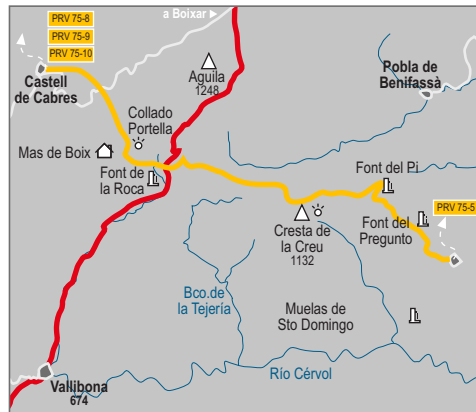 a Boixar
PRV 75-8
PRV 75-9
PRV 75-10
Castell
de Cabres
Aguila
1248
Pobla de
Benifassà
Collado
Portella
Mas de Boix
Font de
la Roca
Font del Pi
PRV 75-5
Font del
Pregunto
Cresta de
la Creu
1132
Bco.de
la Tejería
Muelas de
Sto Domingo
Río Cérvol
Vallibona
674